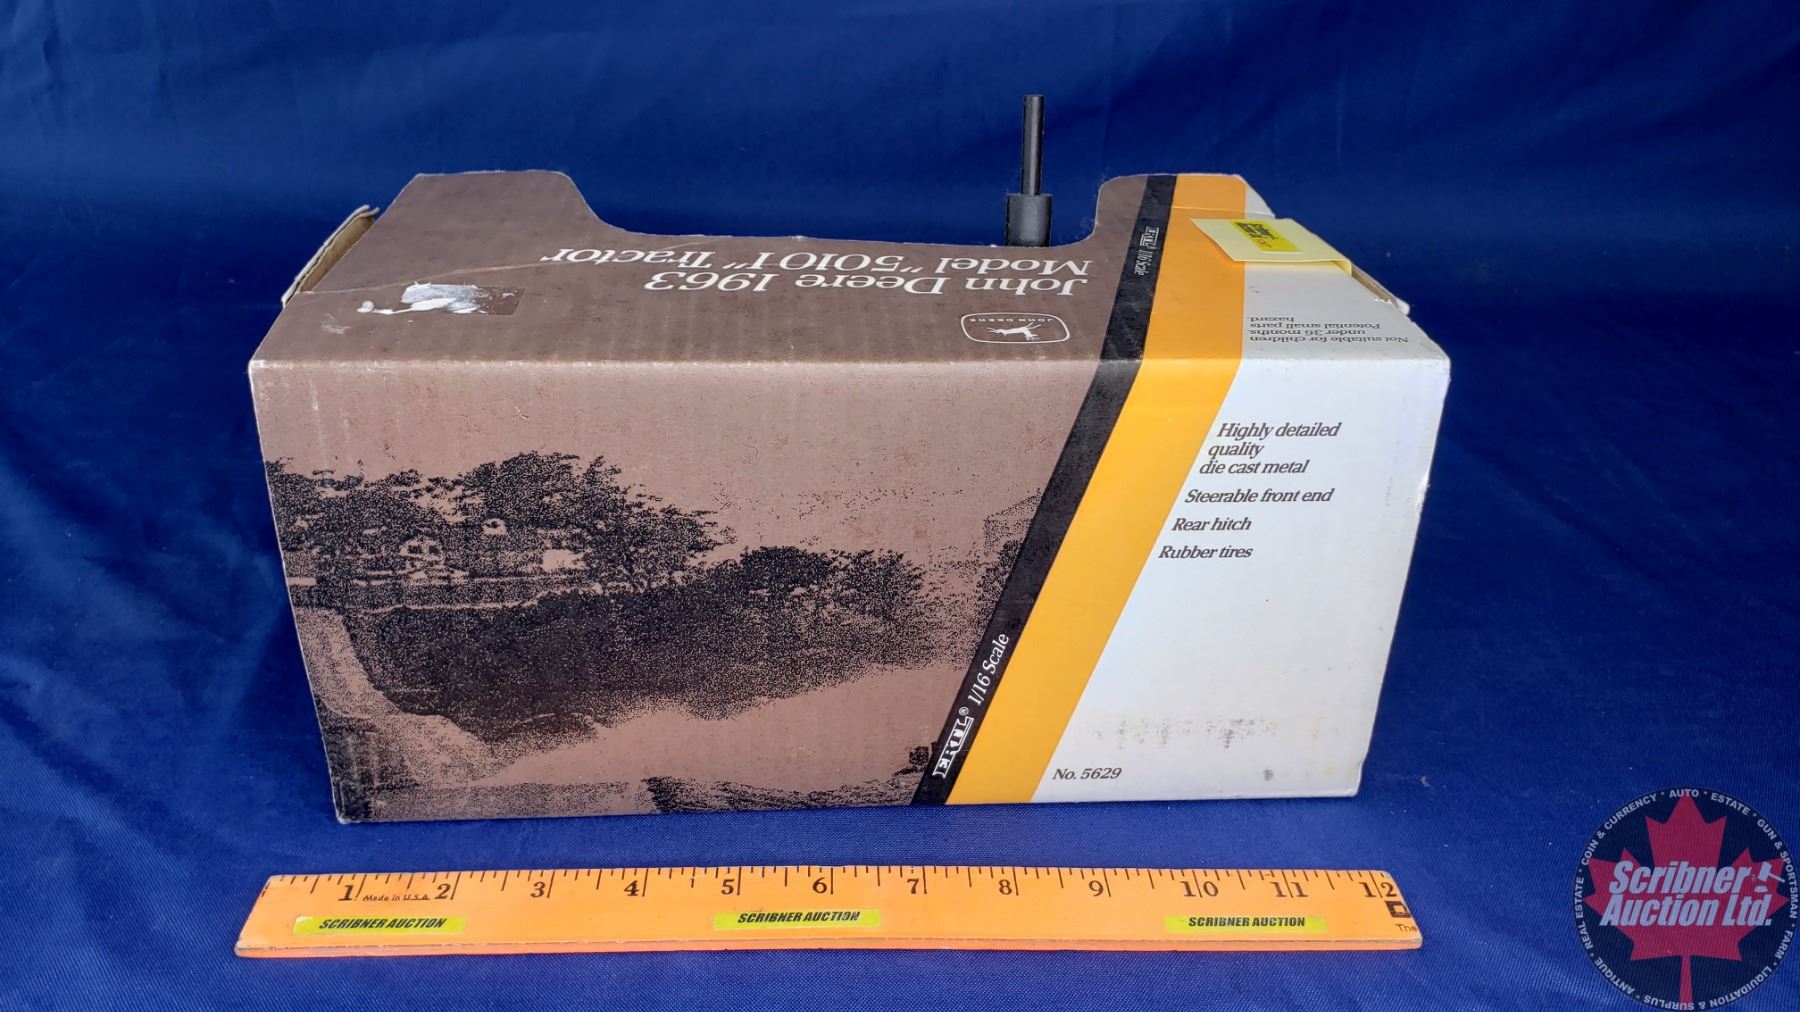 John Deere 1963
Model "5010 I" Tractor
JOHN DEERE
ERTL 1/16 Scale
Not suitable for children
under 36 months.
Potential small parts
hazard.
Highly detailed
quality
die cast metal
Steerable front end
Rear hitch
Rubber tires
ERTL® 1/16 Scale
No. 5629
1 2 3 4 5 6 7 8 9 10 11 12
Made in U.S.A.
The
SCRIBNER AUCTION
SCRIBNER AUCTION
SCRIBNER AUCTION
COIN & CURRENCY • AUTO • ESTATE • GUN & SPORTSMAN • FARM • LIQUIDATION & SURPLUS • ANTIQUE • REAL ESTATE •
Scribner
Auction Ltd.